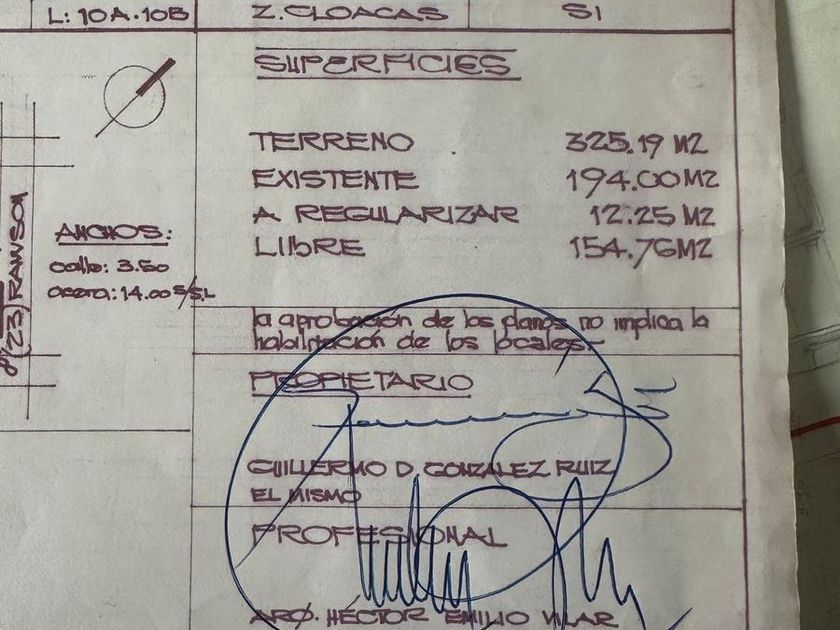 L: 10A.10B
Z. CLOACAS
SI
SUPERFICIES
TERRENO 325.19 M2
EXISTENTE 194.00 M2
A REGULARIZAR 12.25 M2
LIBRE 154.76 M2
(23) RAWSON
ANCHOS:
calle: 3.50
acera: 14.00 S/S.L
la aprobación de los planos no implica la
habilitación de los locales.-
PROPIETARIO
GUILLERMO D. GONZALEZ RUIZ
EL MISMO
PROFESIONAL
ARQ. HÉCTOR EMILIO VILAR